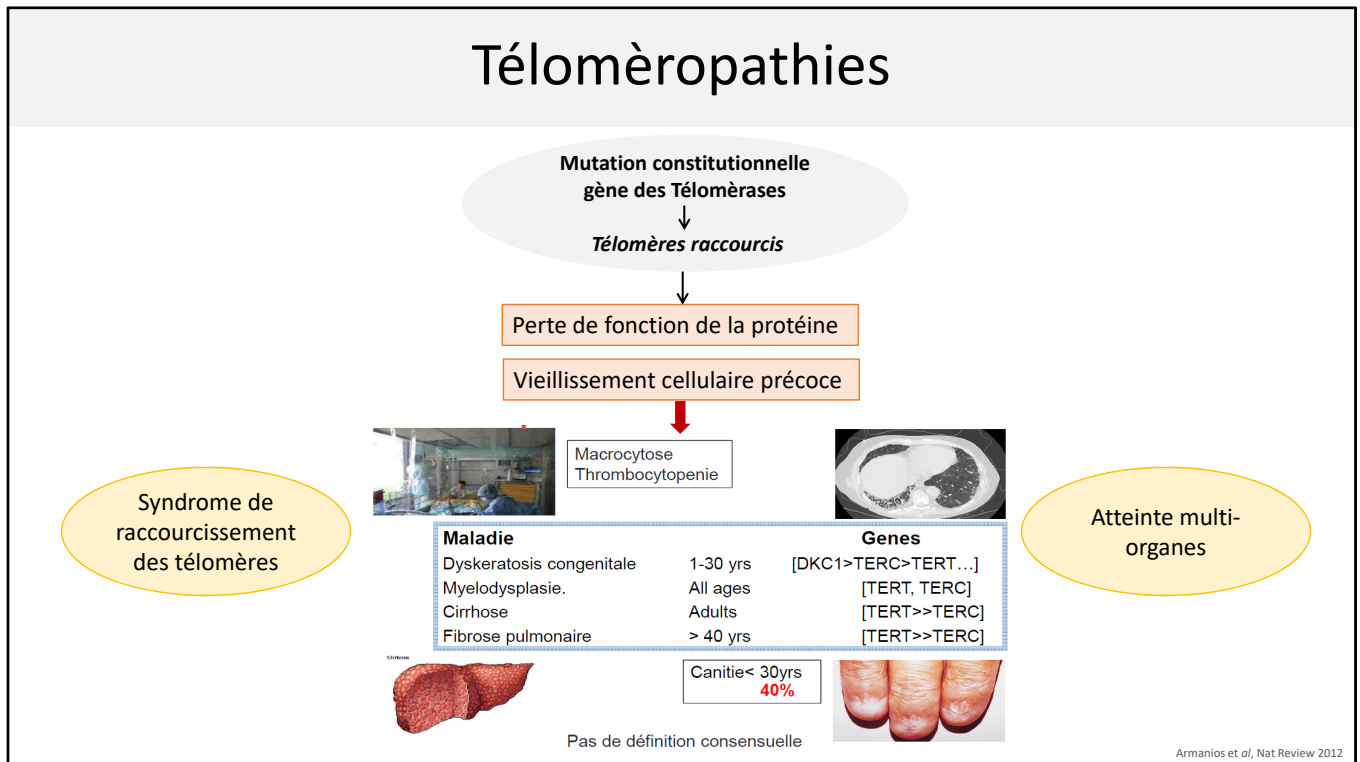 Télomèropathies
Mutation constitutionnelle
gène des Télomèrases
Télomères raccourcis
Perte de fonction de la protéine
Vieillissement cellulaire précoce
Macrocytose
Thrombocytopenie
Syndrome de
raccourcissement
des télomères
Atteinte multi-
organes
Maladie Genes
Dyskeratosis congenitale 1-30 yrs [DKC1>TERC>TERT…]
Myelodysplasie. All ages [TERT, TERC]
Cirrhose Adults [TERT>>TERC]
Fibrose pulmonaire > 40 yrs [TERT>>TERC]
Cirrhose
Canitie< 30yrs
40%
Pas de définition consensuelle
Armanios et al, Nat Review 2012